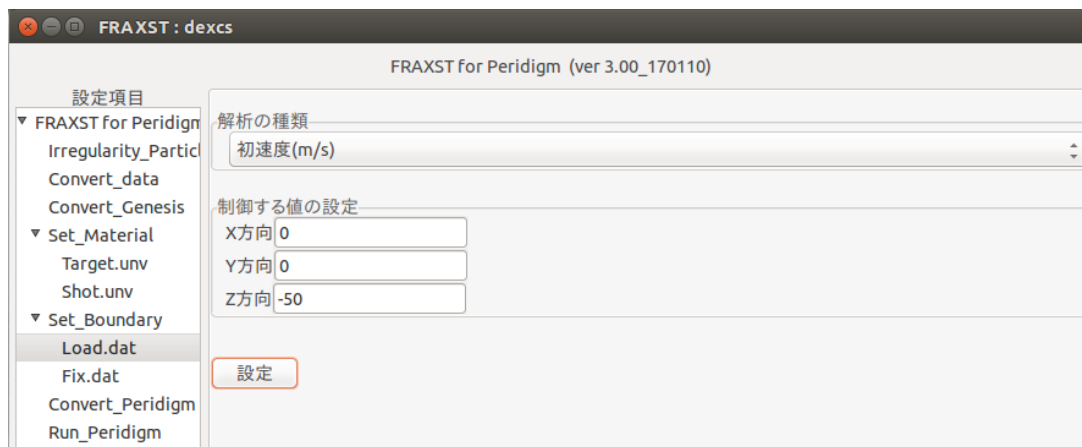 FRAXST : dexcs
FRAXST for Peridigm (ver 3.00_170110)
設定項目
FRAXST for Peridigm
Irregularity_Particl
Convert_data
Convert_Genesis
Set_Material
Target.unv
Shot.unv
Set_Boundary
Load.dat
Fix.dat
Convert_Peridigm
Run_Peridigm
解析の種類
初速度(m/s)
制御する値の設定
X方向 0
Y方向 0
Z方向 -50
設定